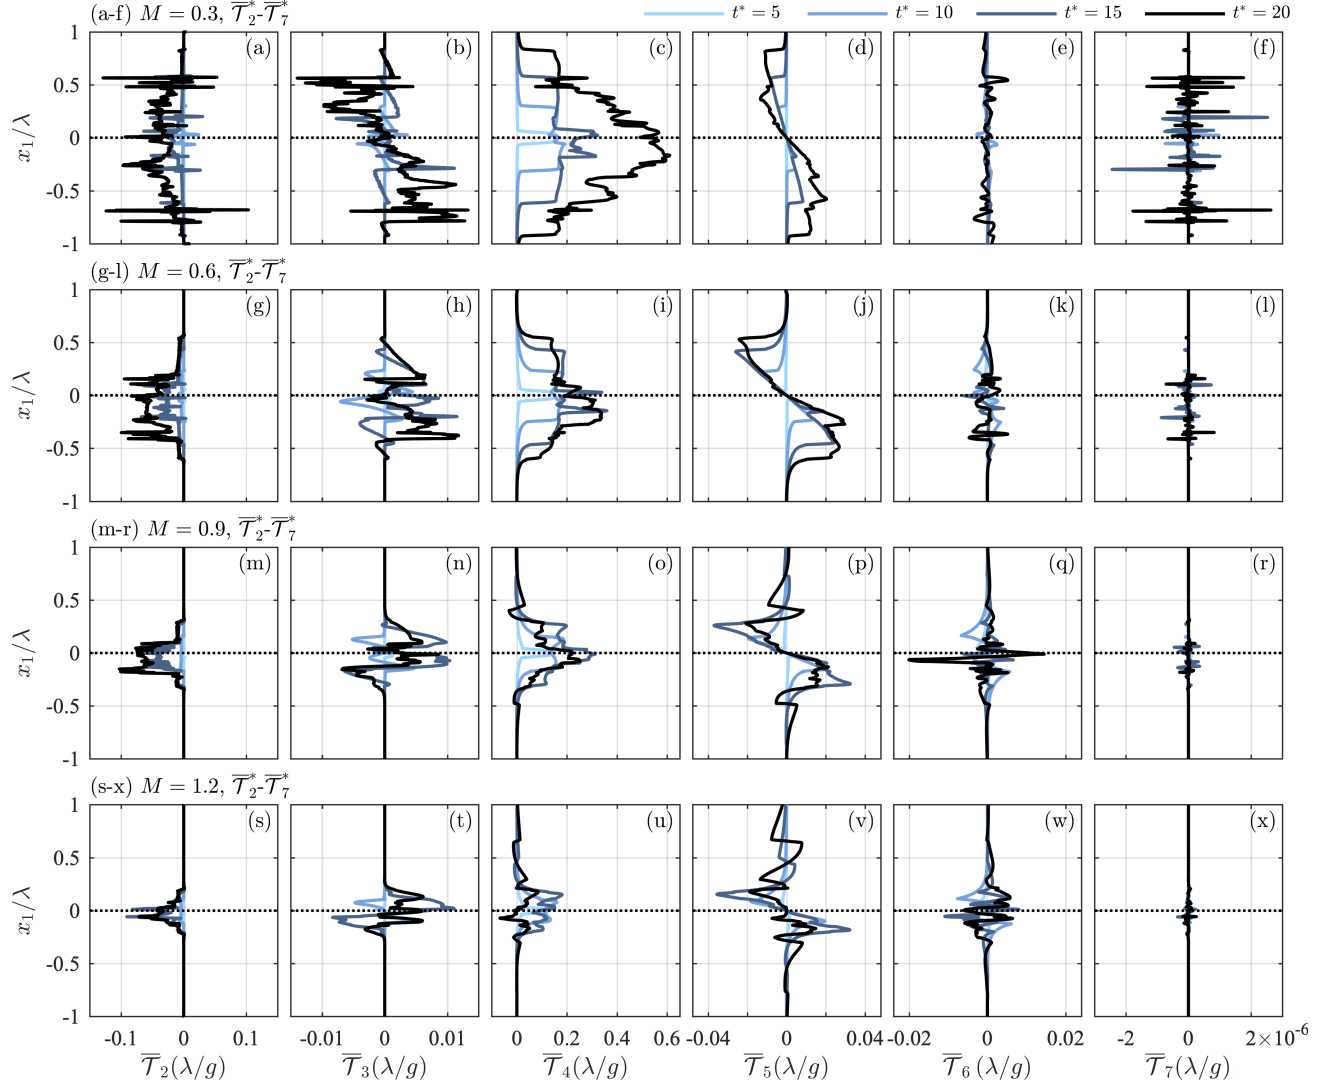 (a-f) M = 0.3, 𝒯̅₂*-𝒯̅₇*
t* = 5 t* = 10 t* = 15 t* = 20
(a) (b) (c) (d) (e) (f)
1
0.5
0
-0.5
-1
x₁/λ
(g-l) M = 0.6, 𝒯̅₂*-𝒯̅₇*
(g) (h) (i) (j) (k) (l)
1
0.5
0
-0.5
-1
x₁/λ
(m-r) M = 0.9, 𝒯̅₂*-𝒯̅₇*
(m) (n) (o) (p) (q) (r)
1
0.5
0
-0.5
-1
x₁/λ
(s-x) M = 1.2, 𝒯̅₂*-𝒯̅₇*
(s) (t) (u) (v) (w) (x)
1
0.5
0
-0.5
-1
x₁/λ
-0.1 0 0.1 -0.01 0 0.01 0 0.2 0.4 0.6 -0.04 0 0.04 -0.02 0 0.02 -2 0 2×10⁻⁶
𝒯̅₂(λ/g) 𝒯̅₃(λ/g) 𝒯̅₄(λ/g) 𝒯̅₅(λ/g) 𝒯̅₆(λ/g) 𝒯̅₇(λ/g)